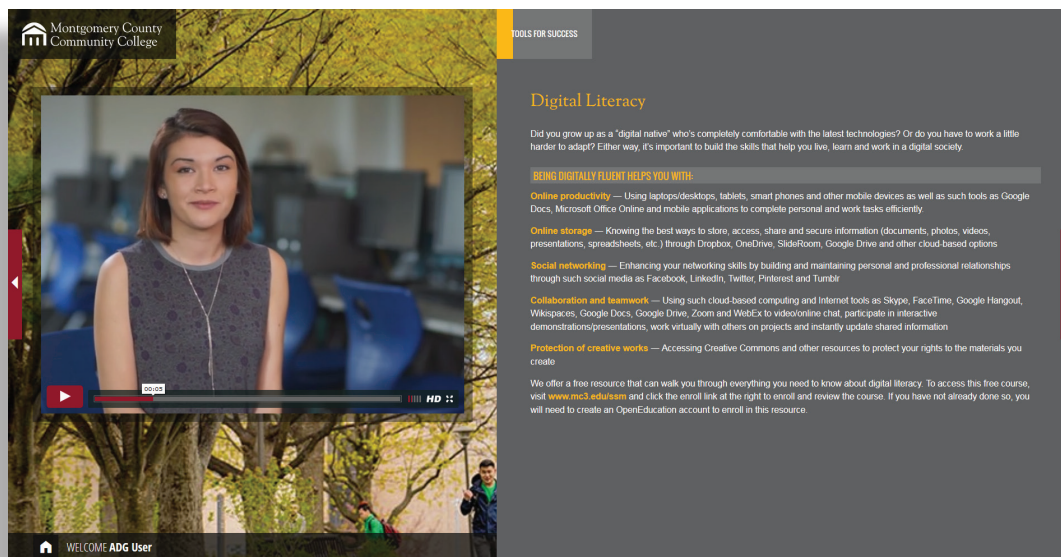 Montgomery County
Community College
TOOLS FOR SUCCESS
00:03
HD
WELCOME ADG User
Digital Literacy
Did you grow up as a "digital native" who's completely comfortable with the latest technologies? Or do you have to work a little
harder to adapt? Either way, it's important to build the skills that help you live, learn and work in a digital society.
BEING DIGITALLY FLUENT HELPS YOU WITH:
Online productivity — Using laptops/desktops, tablets, smart phones and other mobile devices as well as such tools as Google
Docs, Microsoft Office Online and mobile applications to complete personal and work tasks efficiently.
Online storage — Knowing the best ways to store, access, share and secure information (documents, photos, videos,
presentations, spreadsheets, etc.) through Dropbox, OneDrive, SlideRoom, Google Drive and other cloud-based options
Social networking — Enhancing your networking skills by building and maintaining personal and professional relationships
through such social media as Facebook, LinkedIn, Twitter, Pinterest and Tumblr
Collaboration and teamwork — Using such cloud-based computing and Internet tools as Skype, FaceTime, Google Hangout,
Wikispaces, Google Docs, Google Drive, Zoom and WebEx to video/online chat, participate in interactive
demonstrations/presentations, work virtually with others on projects and instantly update shared information
Protection of creative works — Accessing Creative Commons and other resources to protect your rights to the materials you
create
We offer a free resource that can walk you through everything you need to know about digital literacy. To access this free course,
visit www.mc3.edu/ssm and click the enroll link at the right to enroll and review the course. If you have not already done so, you
will need to create an OpenEducation account to enroll in this resource.